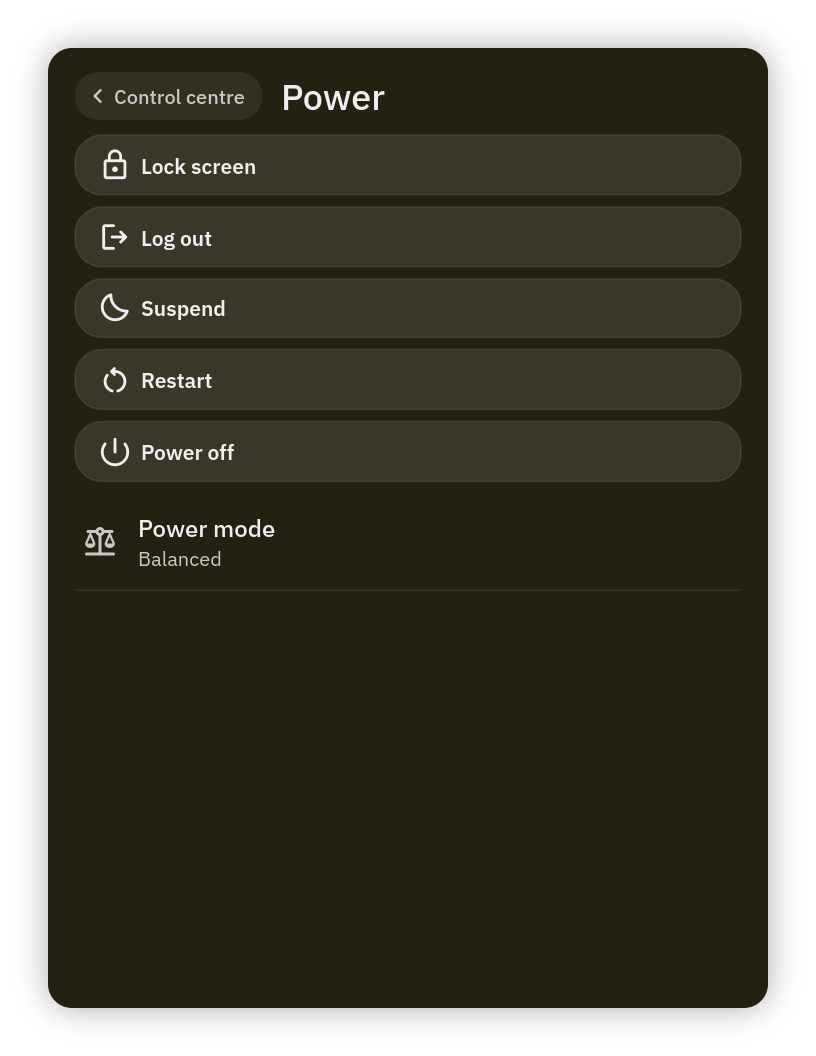 Control centre
Power
Lock screen
Log out
Suspend
Restart
Power off
Power mode
Balanced